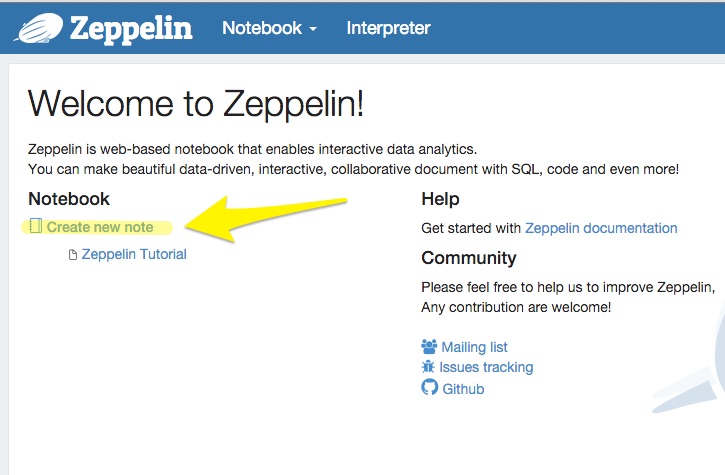 Zeppelin Notebook Interpreter
Welcome to Zeppelin!
Zeppelin is web-based notebook that enables interactive data analytics.
You can make beautiful data-driven, interactive, collaborative document with SQL, code and even more!
Notebook
Create new note
Zeppelin Tutorial
Help
Get started with Zeppelin documentation
Community
Please feel free to help us to improve Zeppelin,
Any contribution are welcome!
Mailing list
Issues tracking
Github